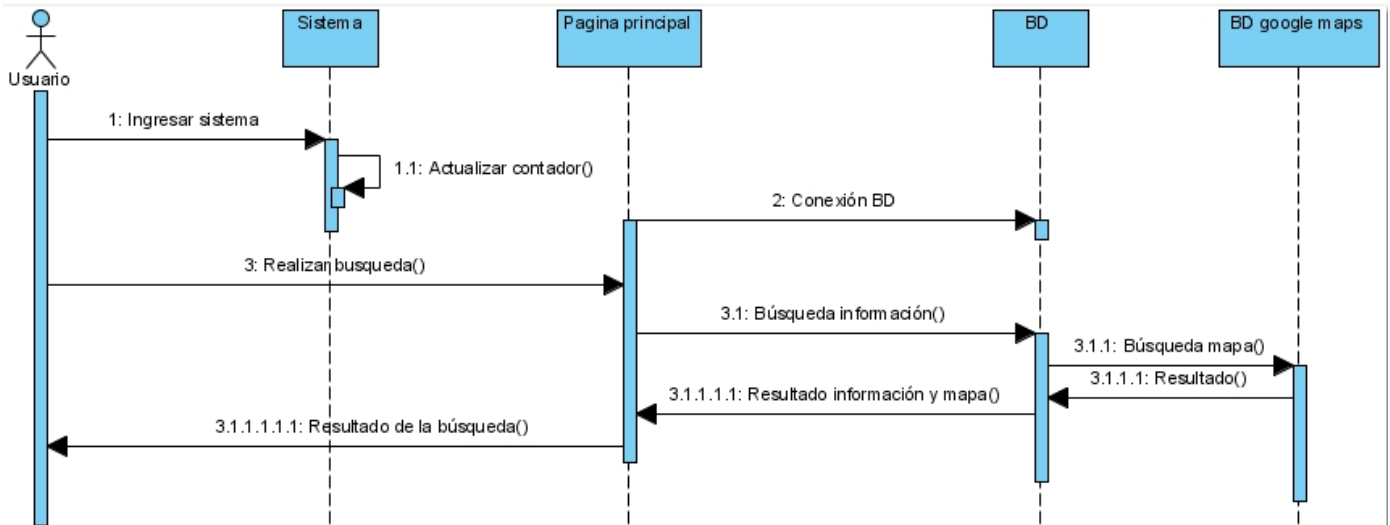 Sistema
Pagina principal
BD
BD google maps
Usuario
1: Ingresar sistema
1.1: Actualizar contador()
2: Conexión BD
3: Realizar busqueda()
3.1: Búsqueda información()
3.1.1: Búsqueda mapa()
3.1.1.1: Resultado()
3.1.1.1.1: Resultado información y mapa()
3.1.1.1.1.1: Resultado de la búsqueda()